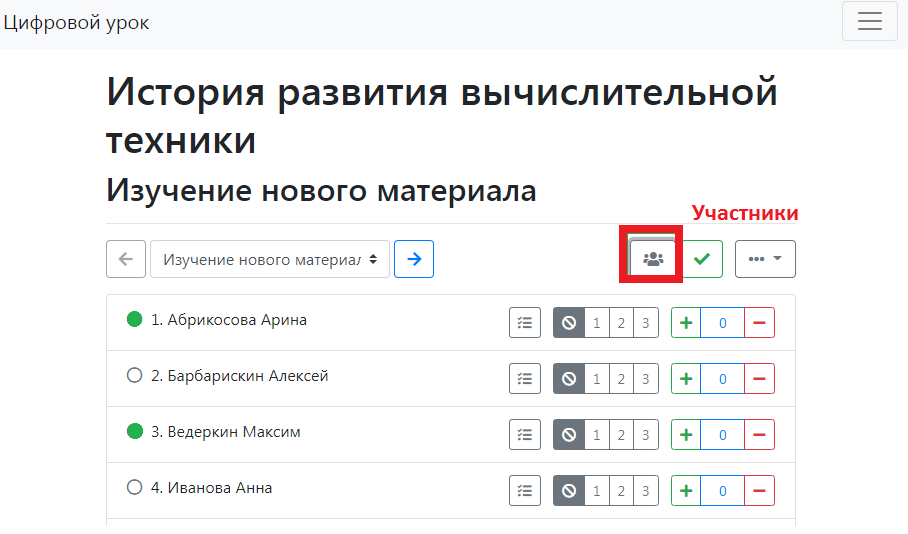 Цифровой урок
История развития вычислительной
техники
Изучение нового материала
Участники
Изучение нового материал
1. Абрикосова Арина 1 2 3 0
2. Барбарискин Алексей 1 2 3 0
3. Ведеркин Максим 1 2 3 0
4. Иванова Анна 1 2 3 0